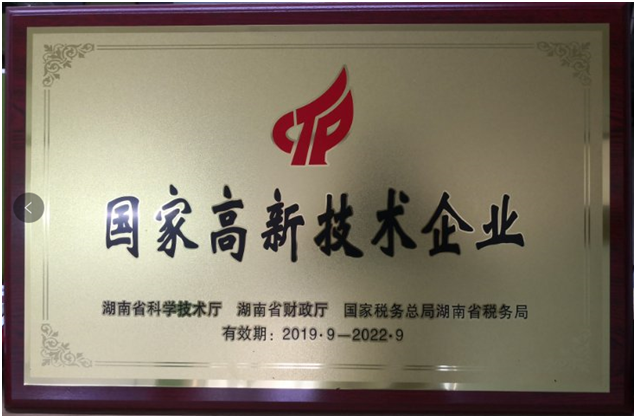 CTP
国家高新技术企业
湖南省科学技术厅 湖南省财政厅 国家税务总局湖南省税务局
有效期：2019·9—2022·9